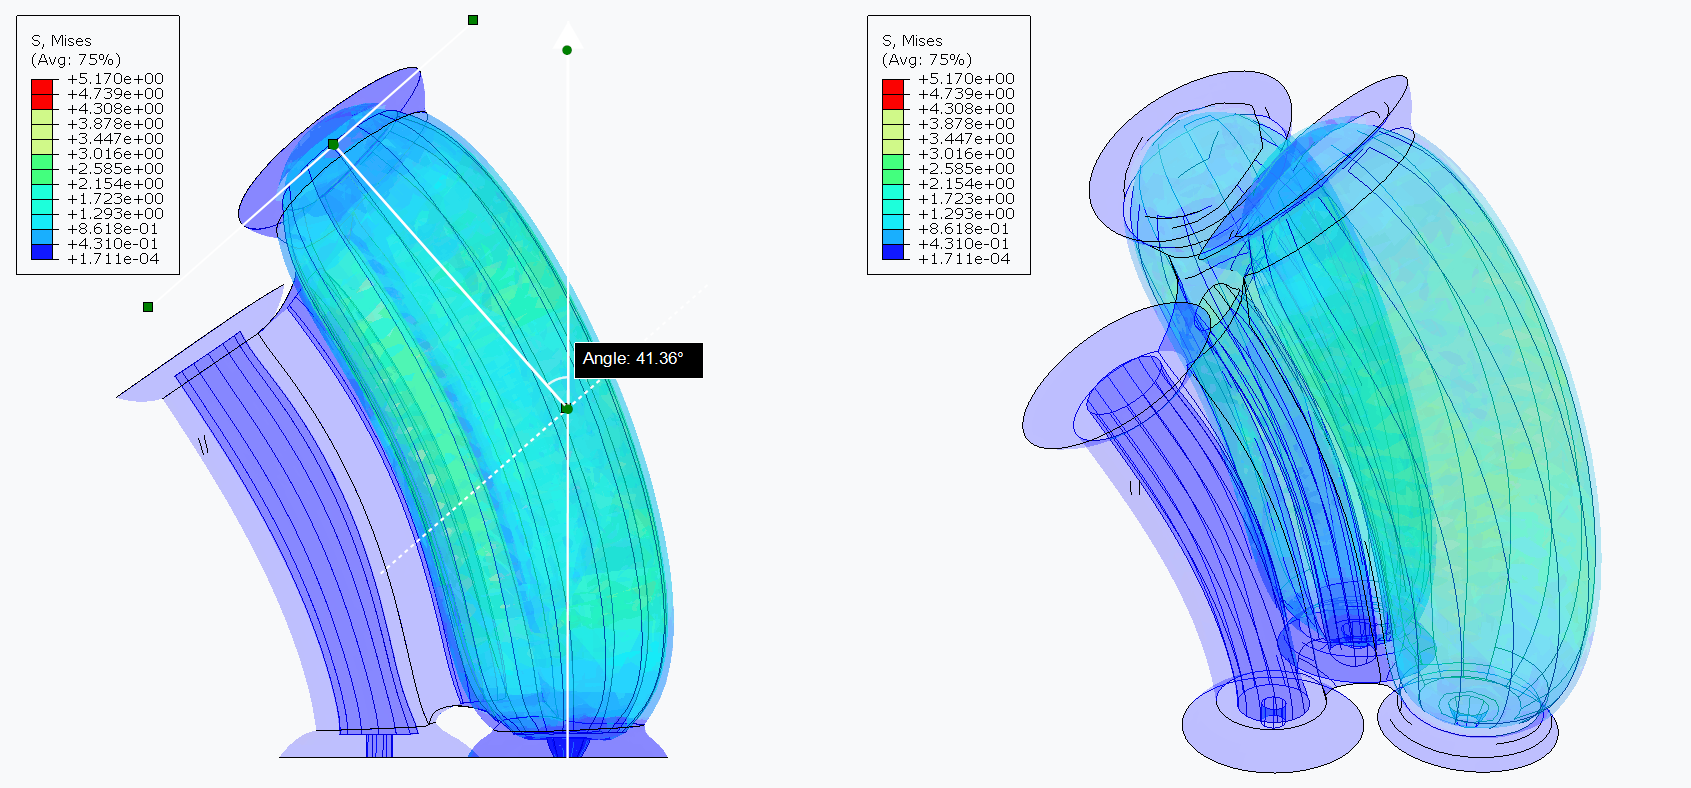 S, Mises
(Avg: 75%)
+5.170e+00
+4.739e+00
+4.308e+00
+3.878e+00
+3.447e+00
+3.016e+00
+2.585e+00
+2.154e+00
+1.723e+00
+1.293e+00
+8.618e-01
+4.310e-01
+1.711e-04
Angle: 41.36°
S, Mises
(Avg: 75%)
+5.170e+00
+4.739e+00
+4.308e+00
+3.878e+00
+3.447e+00
+3.016e+00
+2.585e+00
+2.154e+00
+1.723e+00
+1.293e+00
+8.618e-01
+4.310e-01
+1.711e-04